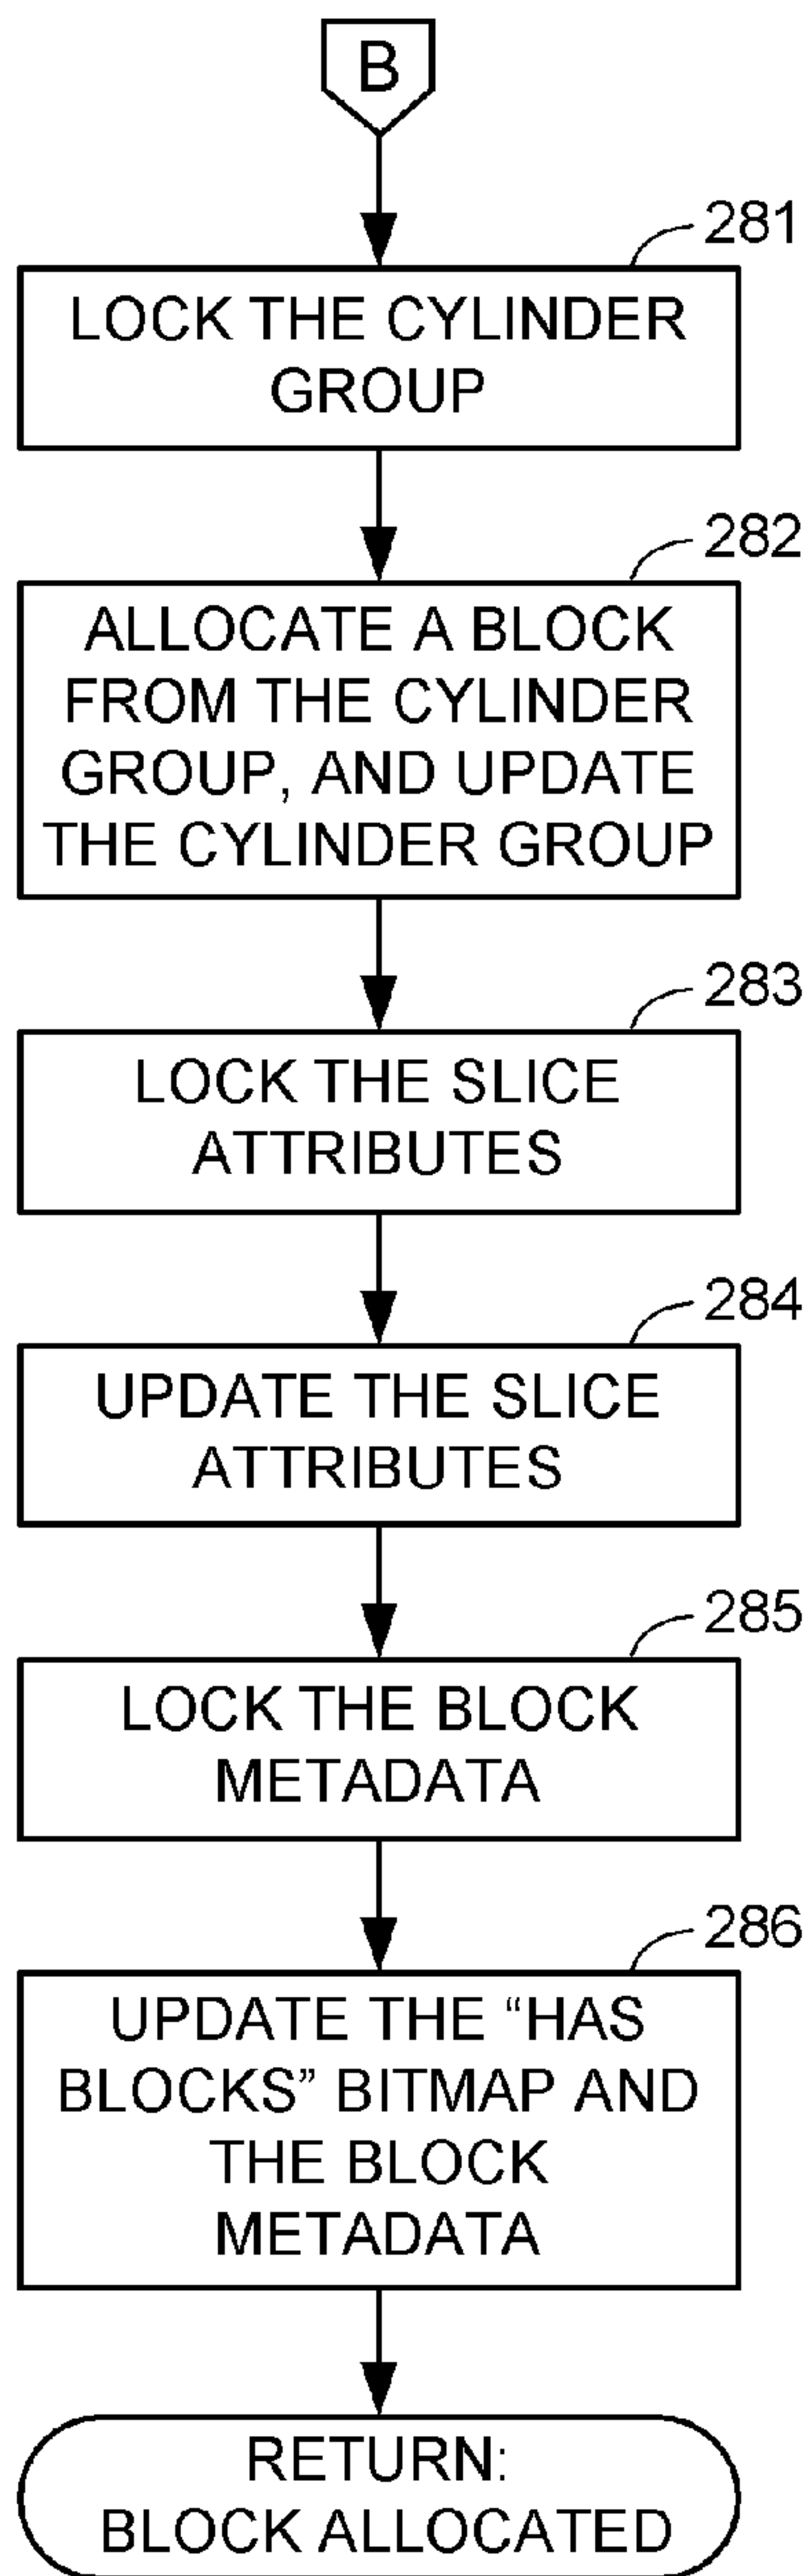 B
281
LOCK THE CYLINDER
GROUP
282
ALLOCATE A BLOCK
FROM THE CYLINDER
GROUP, AND UPDATE
THE CYLINDER GROUP
283
LOCK THE SLICE
ATTRIBUTES
284
UPDATE THE SLICE
ATTRIBUTES
285
LOCK THE BLOCK
METADATA
286
UPDATE THE “HAS
BLOCKS” BITMAP AND
THE BLOCK
METADATA
RETURN:
BLOCK ALLOCATED